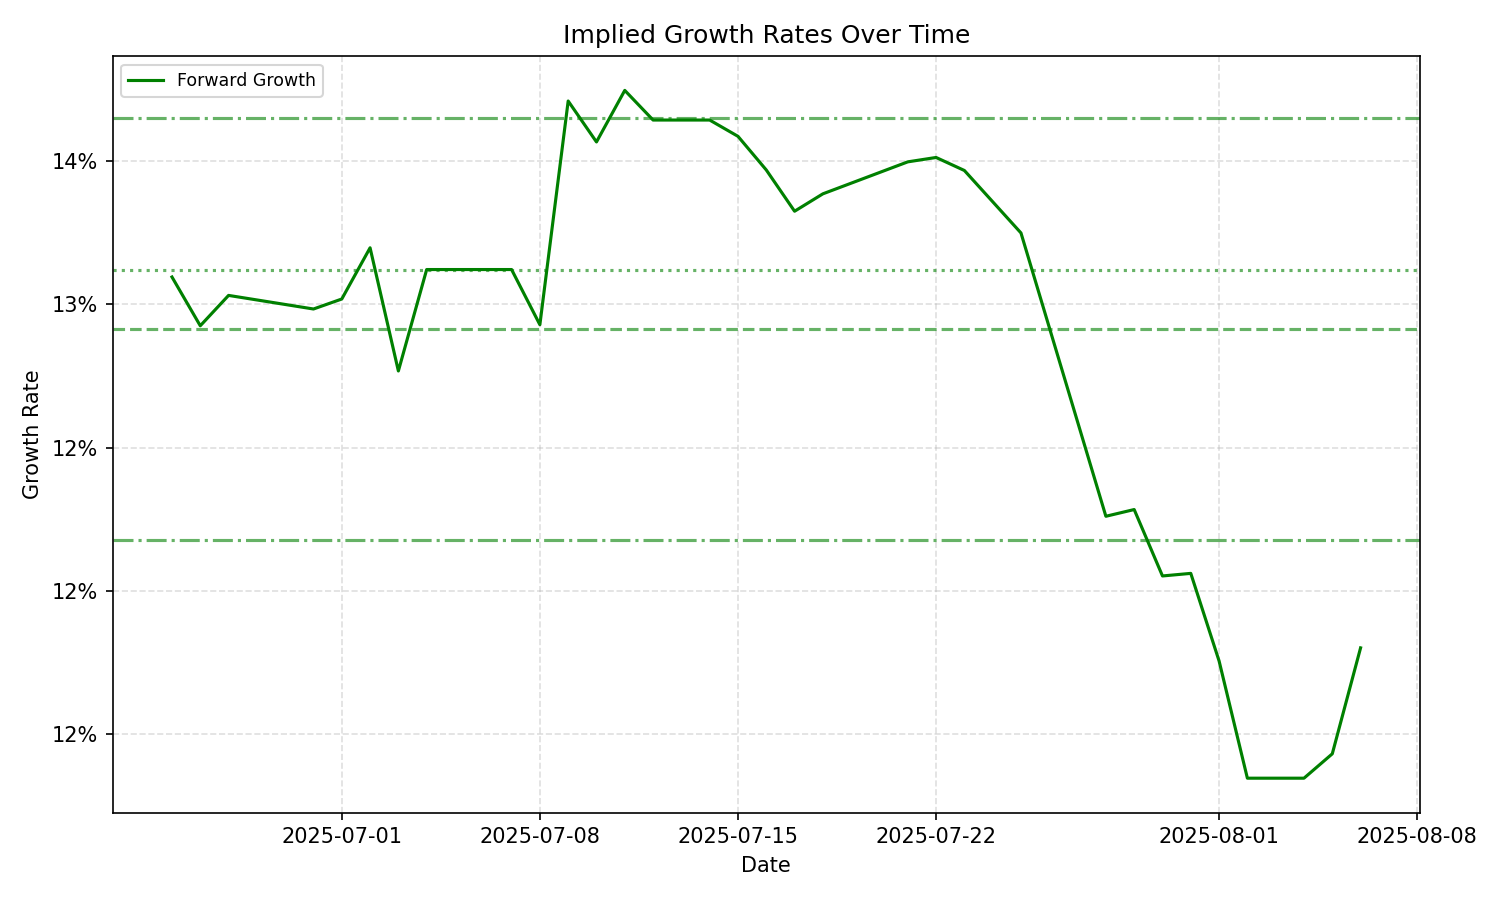 Implied Growth Rates Over Time
Forward Growth
14%
13%
12%
12%
12%
Growth Rate
2025-07-01
2025-07-08
2025-07-15
2025-07-22
2025-08-01
2025-08-08
Date